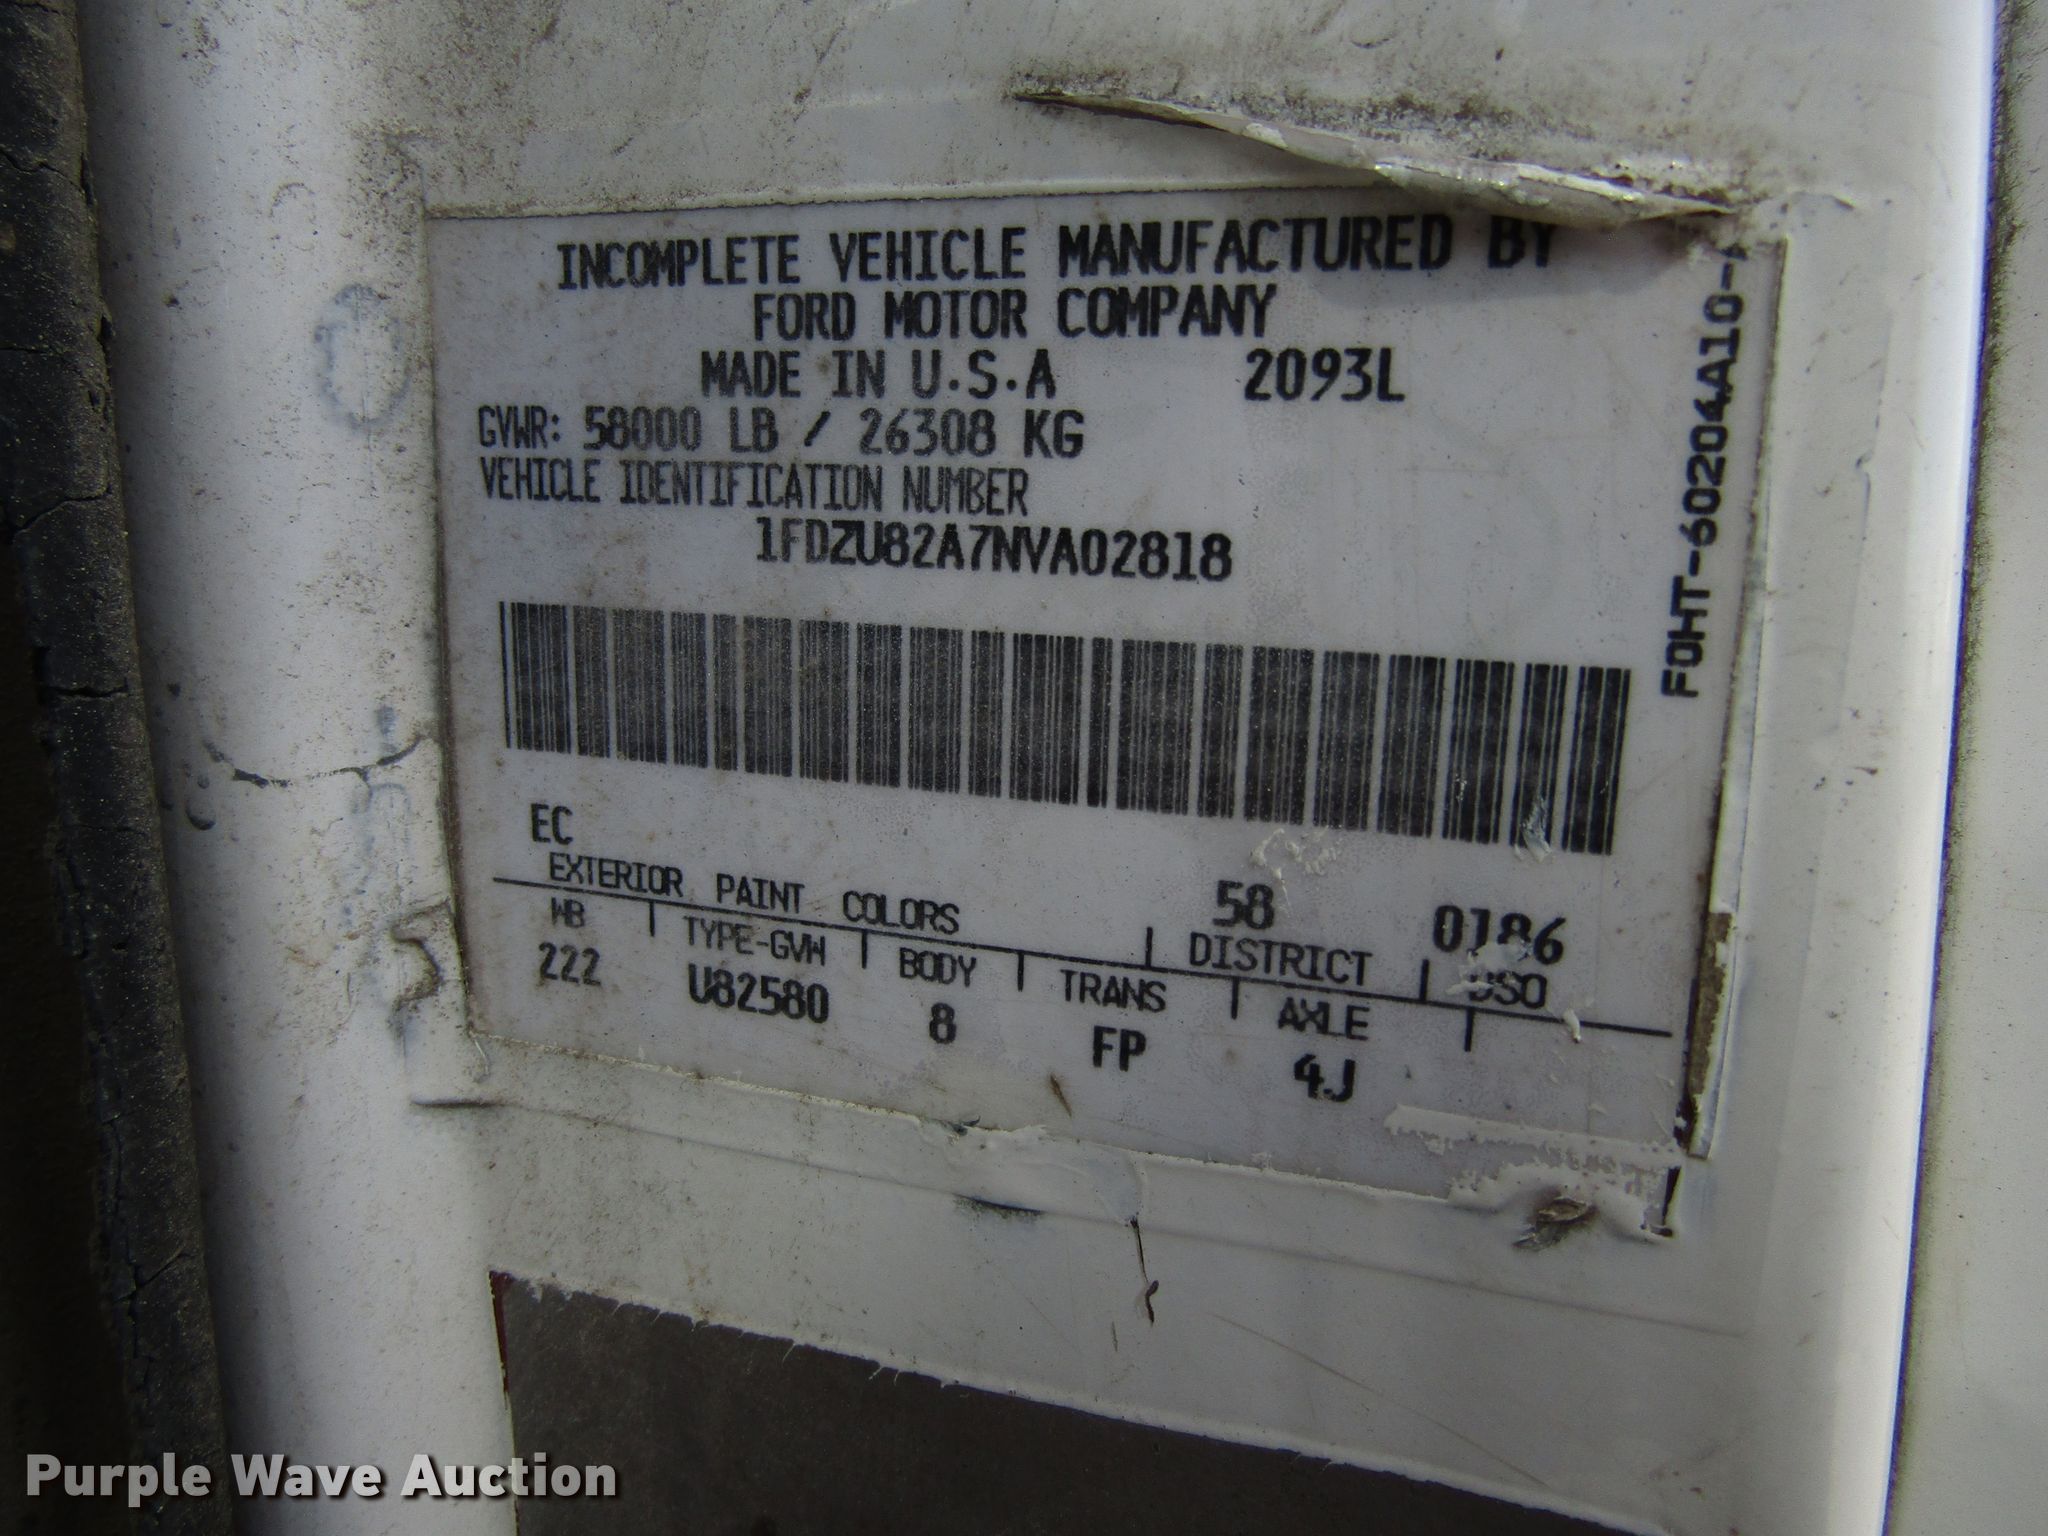 INCOMPLETE VEHICLE MANUFACTURED BY
FORD MOTOR COMPANY
MADE IN U.S.A 2093L
GVWR: 58000 LB / 26308 KG
VEHICLE IDENTIFICATION NUMBER
1FDZU82A7NVA02818
F0HT-60204A10-
EC 58 0186
EXTERIOR PAINT COLORS DISTRICT DSO
WB TYPE-GVW BODY TRANS AXLE
222 U82580 8 FP 4J
Purple Wave Auction